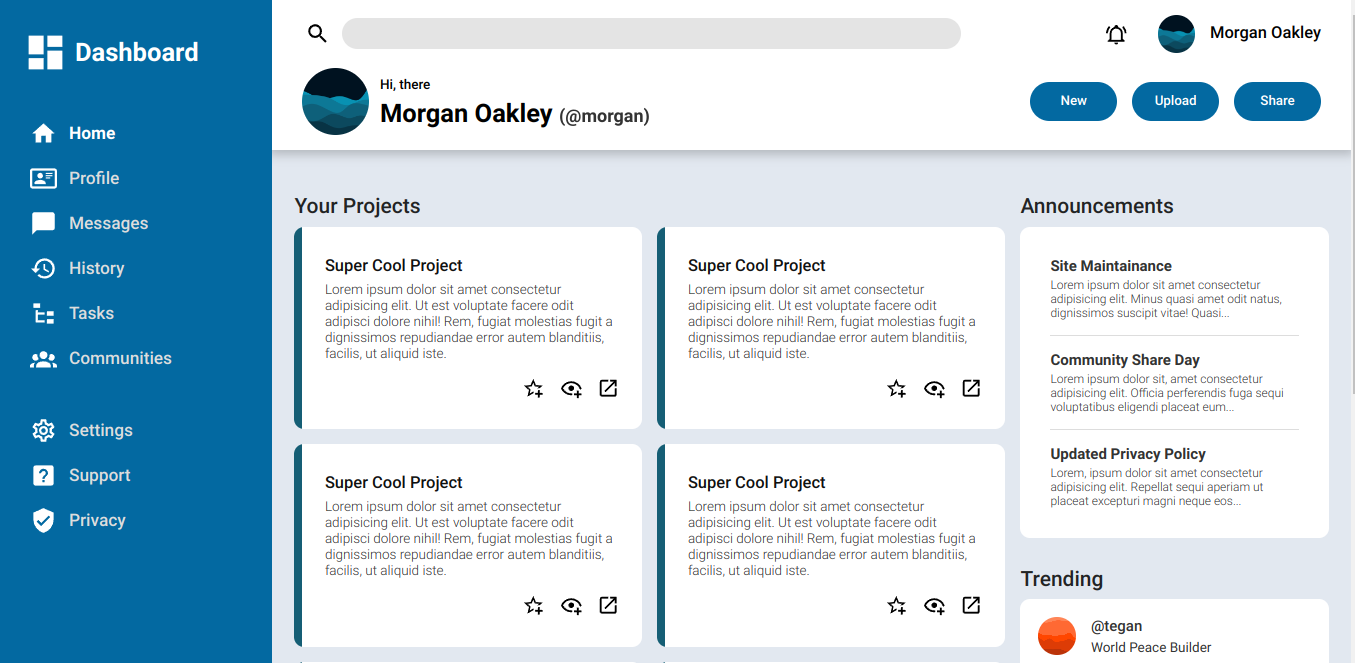 Dashboard
Home
Profile
Messages
History
Tasks
Communities
Settings
Support
Privacy
Morgan Oakley
Hi, there
Morgan Oakley (@morgan)
New
Upload
Share
Your Projects
Super Cool Project
Lorem ipsum dolor sit amet consectetur
adipisicing elit. Ut est voluptate facere odit
adipisci dolore nihil! Rem, fugiat molestias fugit a
dignissimos repudiandae error autem blanditiis,
facilis, ut aliquid iste.
Super Cool Project
Lorem ipsum dolor sit amet consectetur
adipisicing elit. Ut est voluptate facere odit
adipisci dolore nihil! Rem, fugiat molestias fugit a
dignissimos repudiandae error autem blanditiis,
facilis, ut aliquid iste.
Super Cool Project
Lorem ipsum dolor sit amet consectetur
adipisicing elit. Ut est voluptate facere odit
adipisci dolore nihil! Rem, fugiat molestias fugit a
dignissimos repudiandae error autem blanditiis,
facilis, ut aliquid iste.
Super Cool Project
Lorem ipsum dolor sit amet consectetur
adipisicing elit. Ut est voluptate facere odit
adipisci dolore nihil! Rem, fugiat molestias fugit a
dignissimos repudiandae error autem blanditiis,
facilis, ut aliquid iste.
Announcements
Site Maintainance
Lorem ipsum dolor sit amet consectetur
adipisicing elit. Minus quasi amet odit natus,
dignissimos suscipit vitae! Quasi...
Community Share Day
Lorem ipsum dolor sit, amet consectetur
adipisicing elit. Officia perferendis fuga sequi
voluptatibus eligendi placeat eum...
Updated Privacy Policy
Lorem, ipsum dolor sit amet consectetur
adipisicing elit. Repellat sequi aperiam ut
placeat excepturi magni neque eos...
Trending
@tegan
World Peace Builder